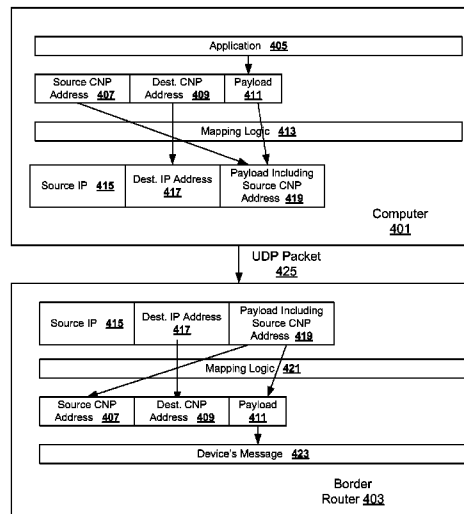 Application 405
Source CNP
Address 407
Dest. CNP
Address 409
Payload
411
Mapping Logic 413
Source IP 415
Dest. IP Address
417
Payload Including
Source CNP
Address 419
Computer
401
UDP Packet
425
Source IP 415
Dest. IP Address
417
Payload Including
Source CNP
Address 419
Mapping Logic 421
Source CNP
Address 407
Dest. CNP
Address 409
Payload
411
Device's Message 423
Border
Router 403